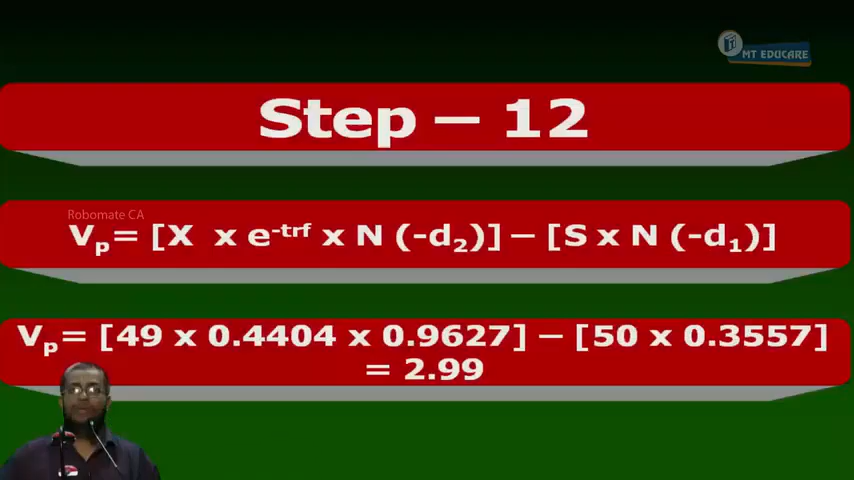 MT EDUCARE
Step – 12
Robomate CA
Vₚ= [X x e⁻ᵗʳᶠ x N (-d₂)] – [S x N (-d₁)]
Vₚ= [49 x 0.4404 x 0.9627] – [50 x 0.3557]
= 2.99